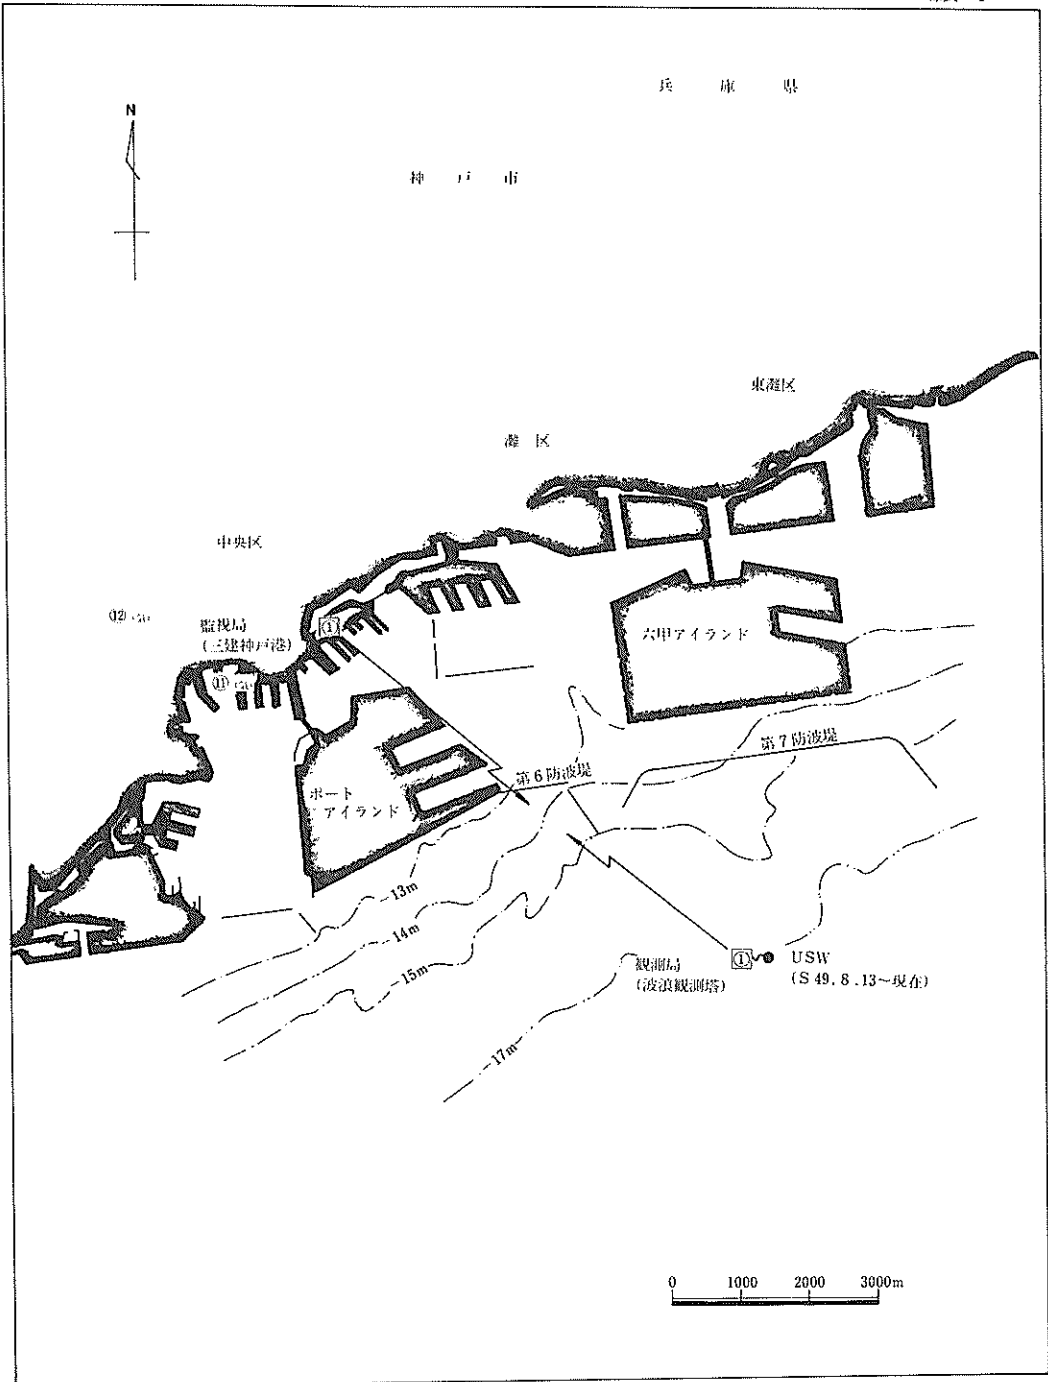 兵庫県
N
神戸市
東灘区
灘区
中央区
⑫
監視局
(三建神戸港)
①
⑪
六甲アイランド
第7防波堤
第6防波堤
ポート
アイランド
13m
14m
15m
17m
観測局
(波浪観測塔)
①
USW
(S 49. 8 .13〜現在)
0 1000 2000 3000m